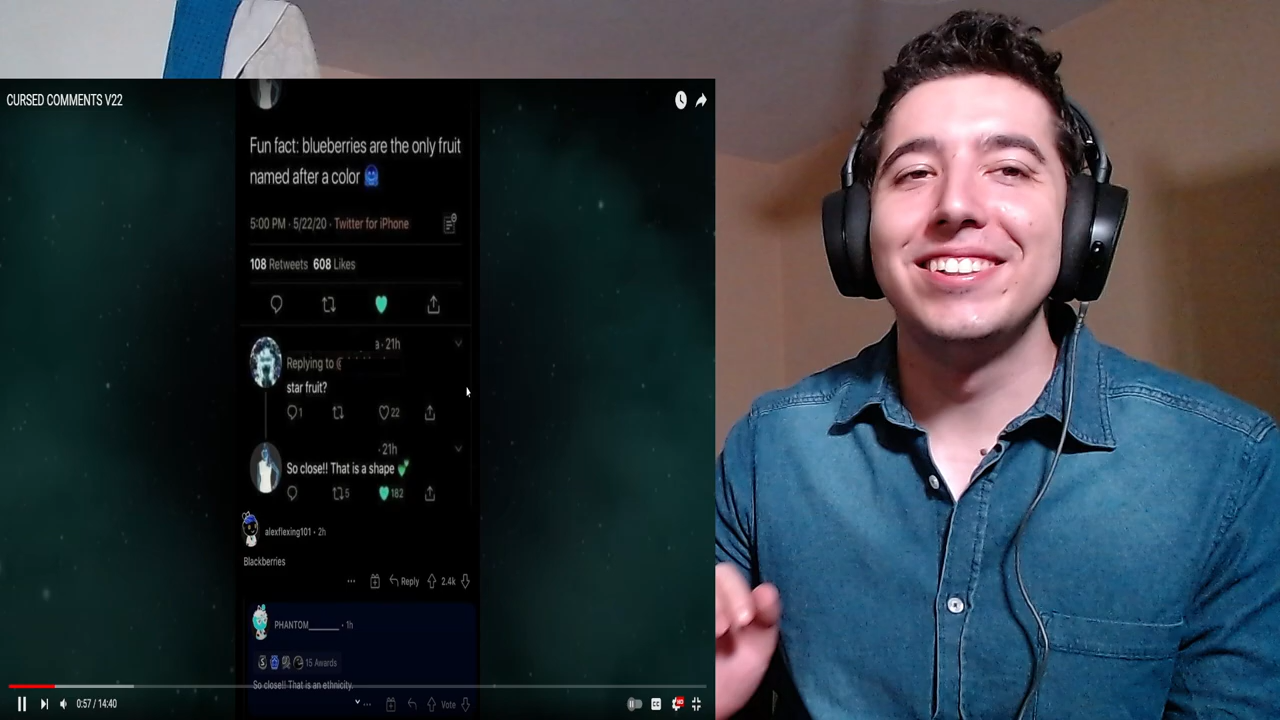 CURSED COMMENTS V22
Fun fact: blueberries are the only fruit
named after a color
5:00 PM · 5/22/20 · Twitter for iPhone
108 Retweets 608 Likes
a · 21h
Replying to @
star fruit?
1
22
· 21h
So close!! That is a shape
5
182
alexflexing101 · 2h
Blackberries
Reply 2.4k
PHANTOM_______ · 1h
15 Awards
So close!! That is an ethnicity.
Vote
0:57 / 14:40
CC
HD